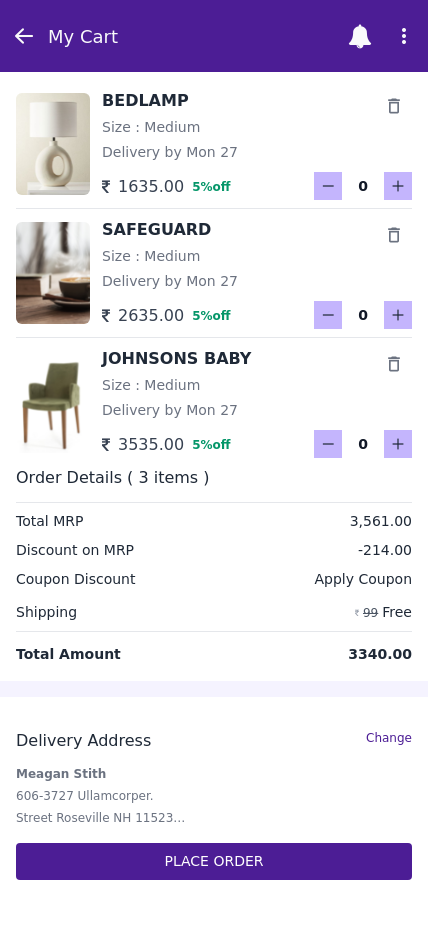 My Cart
BEDLAMP
Size : Medium
Delivery by Mon 27
₹ 1635.00 5%off
0
SAFEGUARD
Size : Medium
Delivery by Mon 27
₹ 2635.00 5%off
0
JOHNSONS BABY
Size : Medium
Delivery by Mon 27
₹ 3535.00 5%off
0
Order Details ( 3 items )
Total MRP 3,561.00
Discount on MRP -214.00
Coupon Discount Apply Coupon
Shipping ₹ 99 Free
Total Amount 3340.00
Delivery Address Change
Meagan Stith
606-3727 Ullamcorper.
Street Roseville NH 11523...
PLACE ORDER